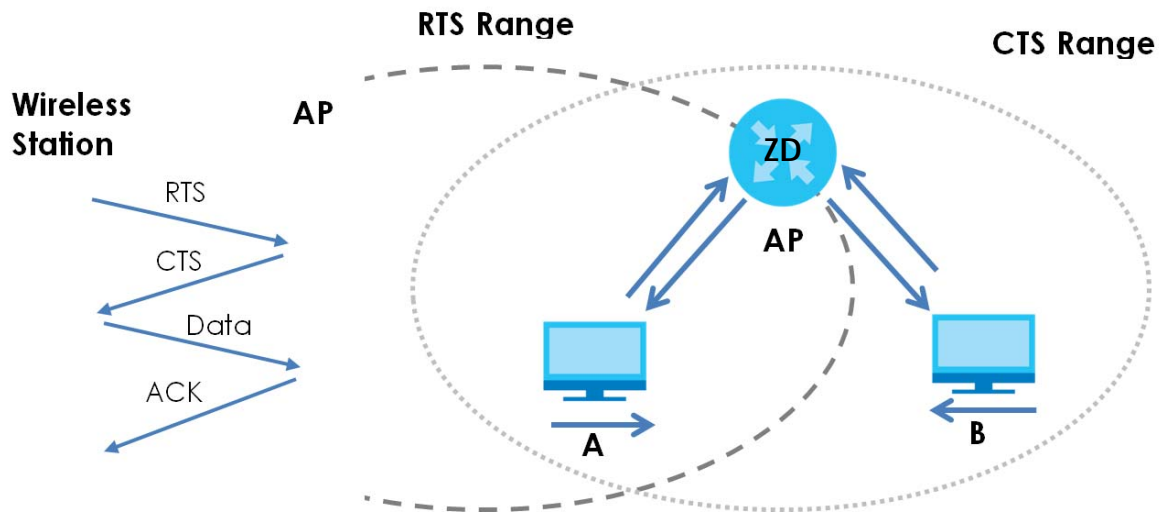 RTS Range
CTS Range
Wireless
Station
AP
RTS
CTS
Data
ACK
ZD
AP
A
B